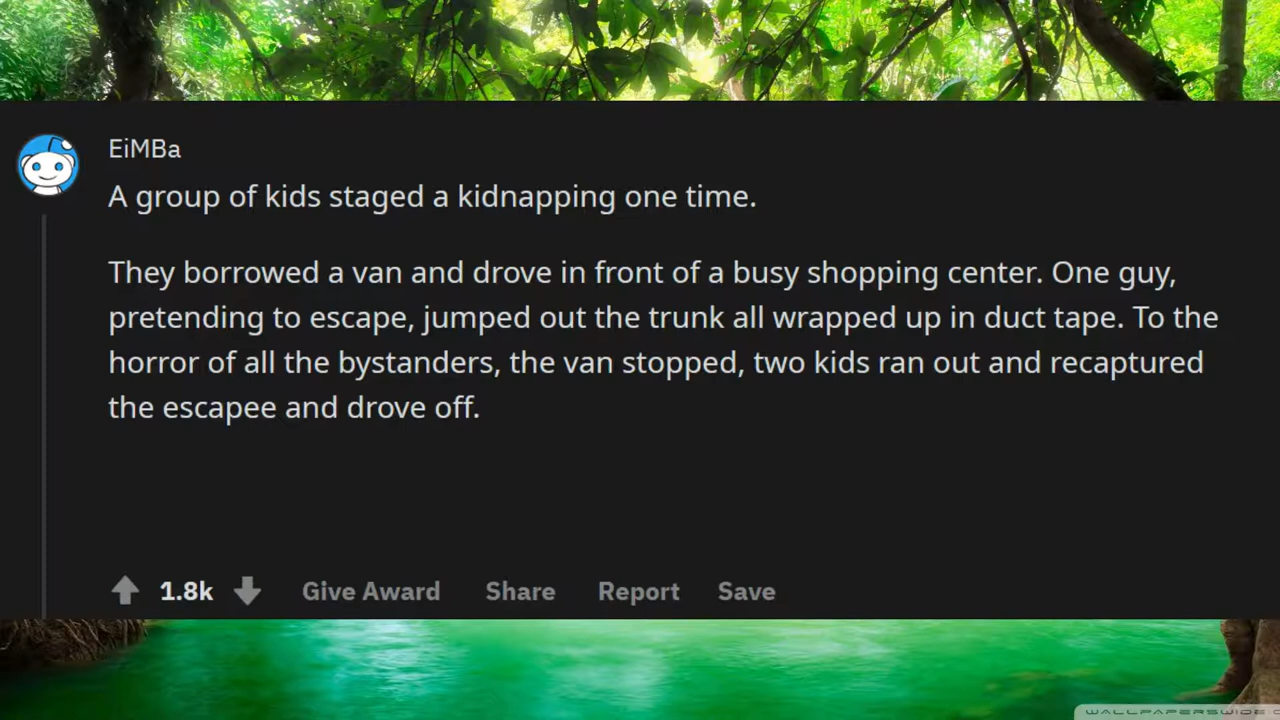 EiMBa
A group of kids staged a kidnapping one time.
They borrowed a van and drove in front of a busy shopping center. One guy,
pretending to escape, jumped out the trunk all wrapped up in duct tape. To the
horror of all the bystanders, the van stopped, two kids ran out and recaptured
the escapee and drove off.
1.8k Give Award Share Report Save
WALLPAPERSWIDE.C